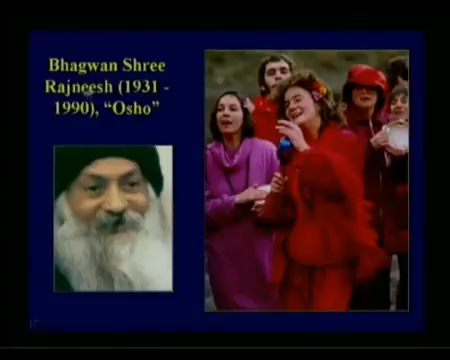 Bhagwan Shree
Rajneesh (1931 -
1990), “Osho”